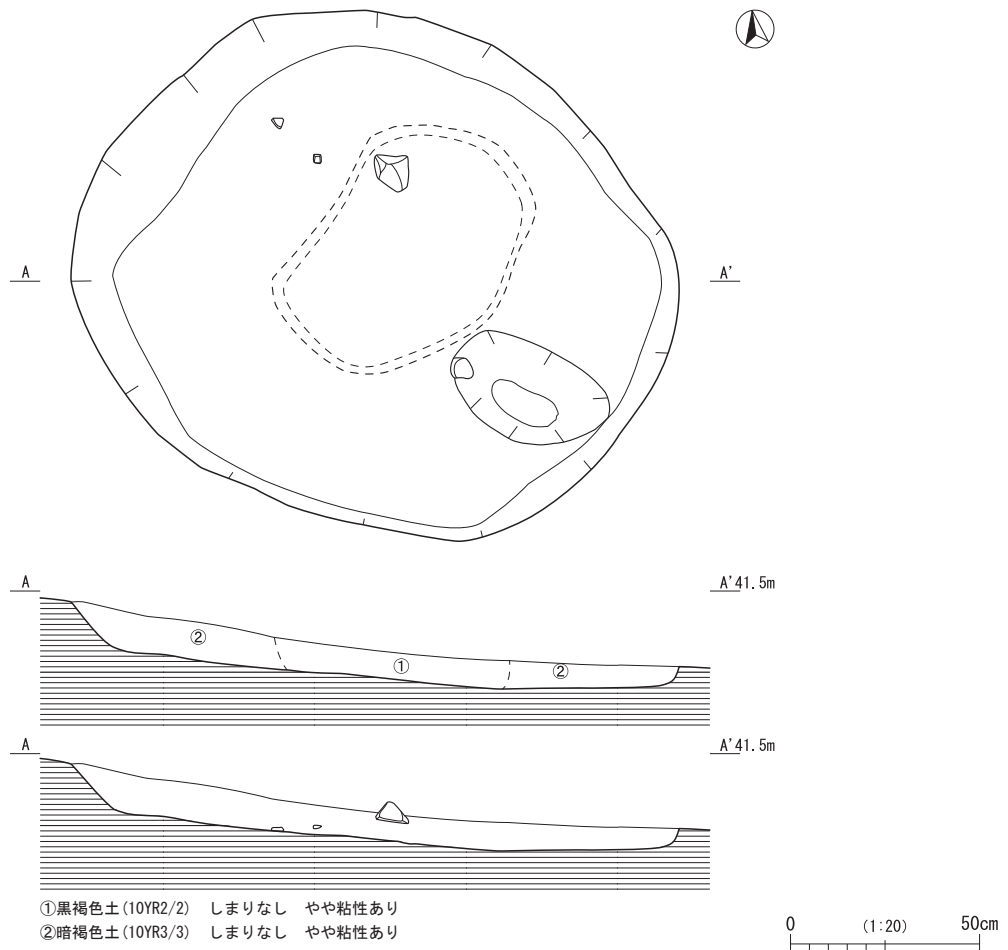 A A'
A A'41.5m
② ① ②
A A'41.5m
①黒褐色土(10YR2/2) しまりなし やや粘性あり
②暗褐色土(10YR3/3) しまりなし やや粘性あり
0 (1:20) 50cm